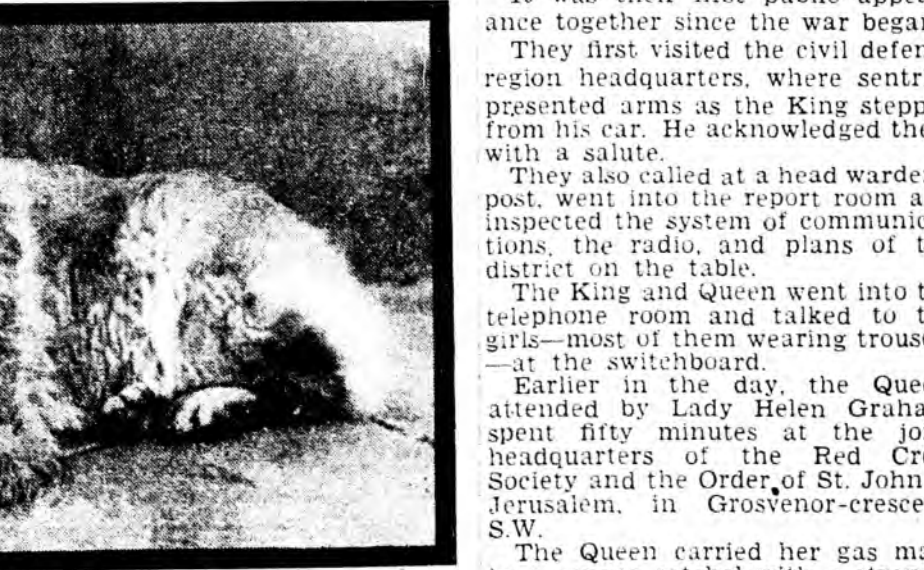 ance together since the war began
They first visited the civil defen
region headquarters, where sentr
presented arms as the King stepp
from his car. He acknowledged the
with a salute.
They also called at a head warde
post, went into the report room a
inspected the system of communic
tions, the radio, and plans of t
district on the table.
The King and Queen went into t
telephone room and talked to t
girls—most of them wearing trous
—at the switchboard.
Earlier in the day, the Quee
attended by Lady Helen Graha
spent fifty minutes at the jo
headquarters of the Red Cr
Society and the Order of St. John
Jerusalem, in Grosvenor-cresce
S.W.
The Queen carried her gas ma